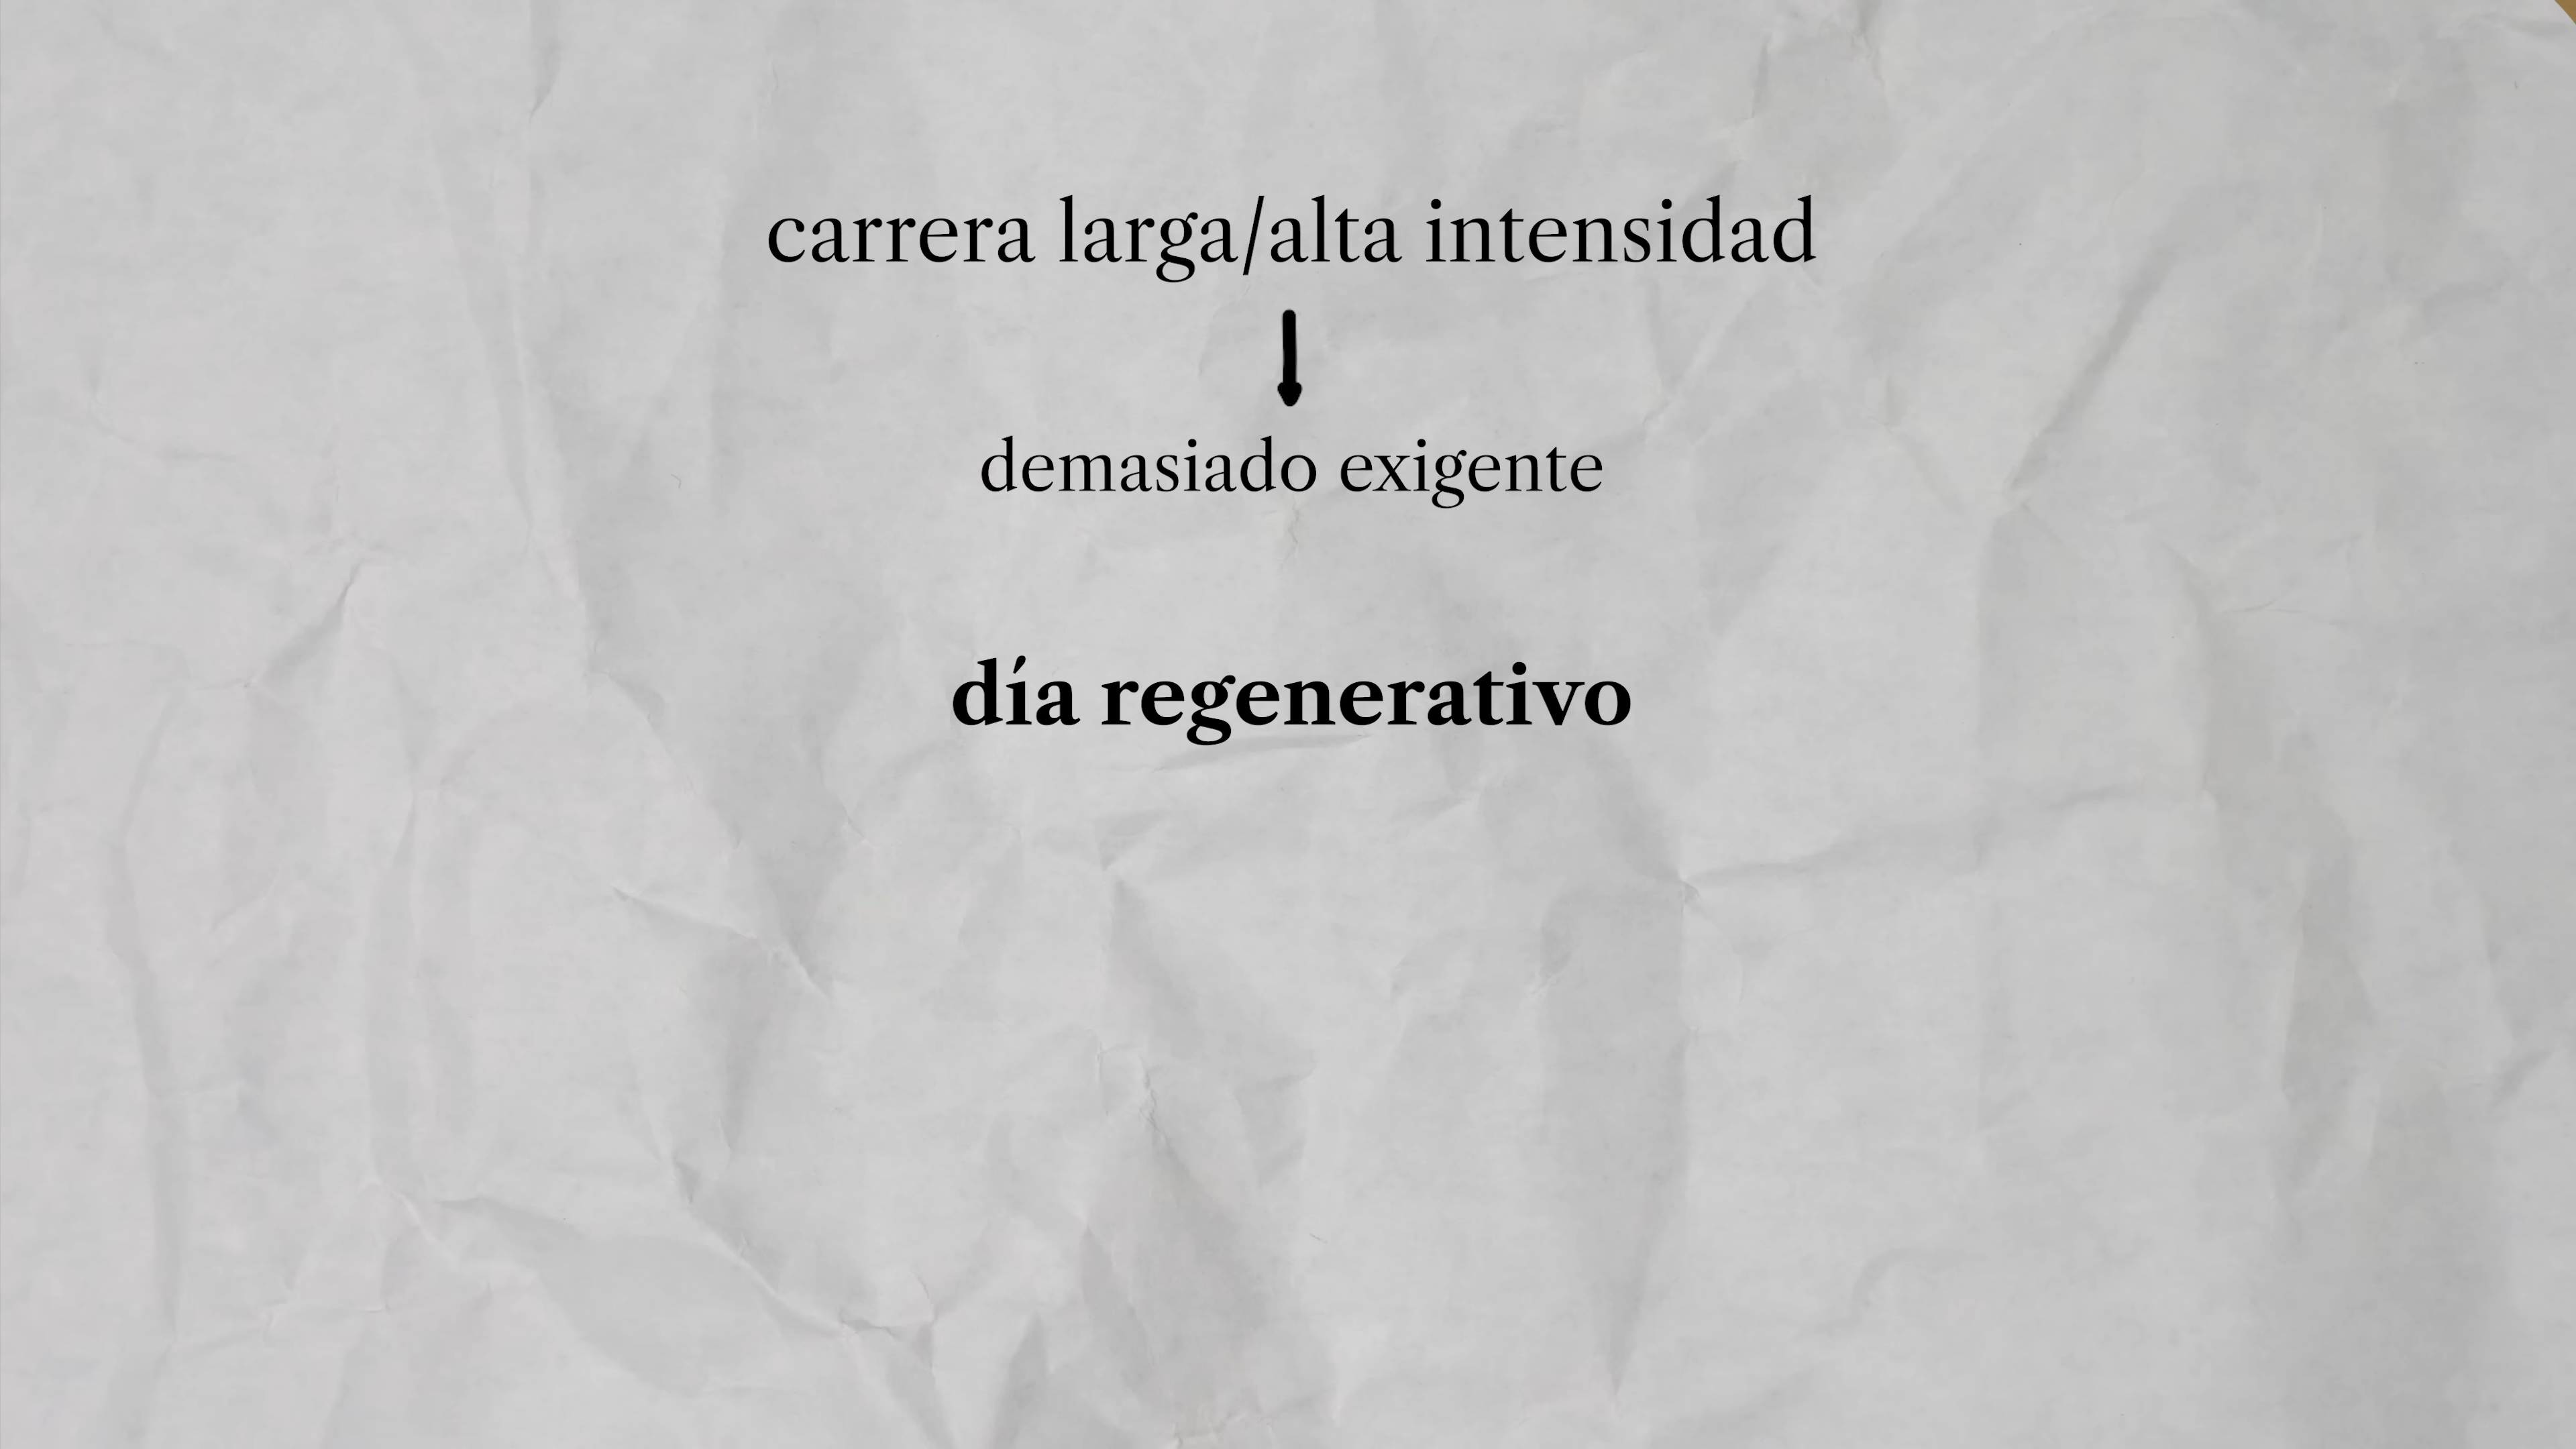 carrera larga/alta intensidad
demasiado exigente
día regenerativo